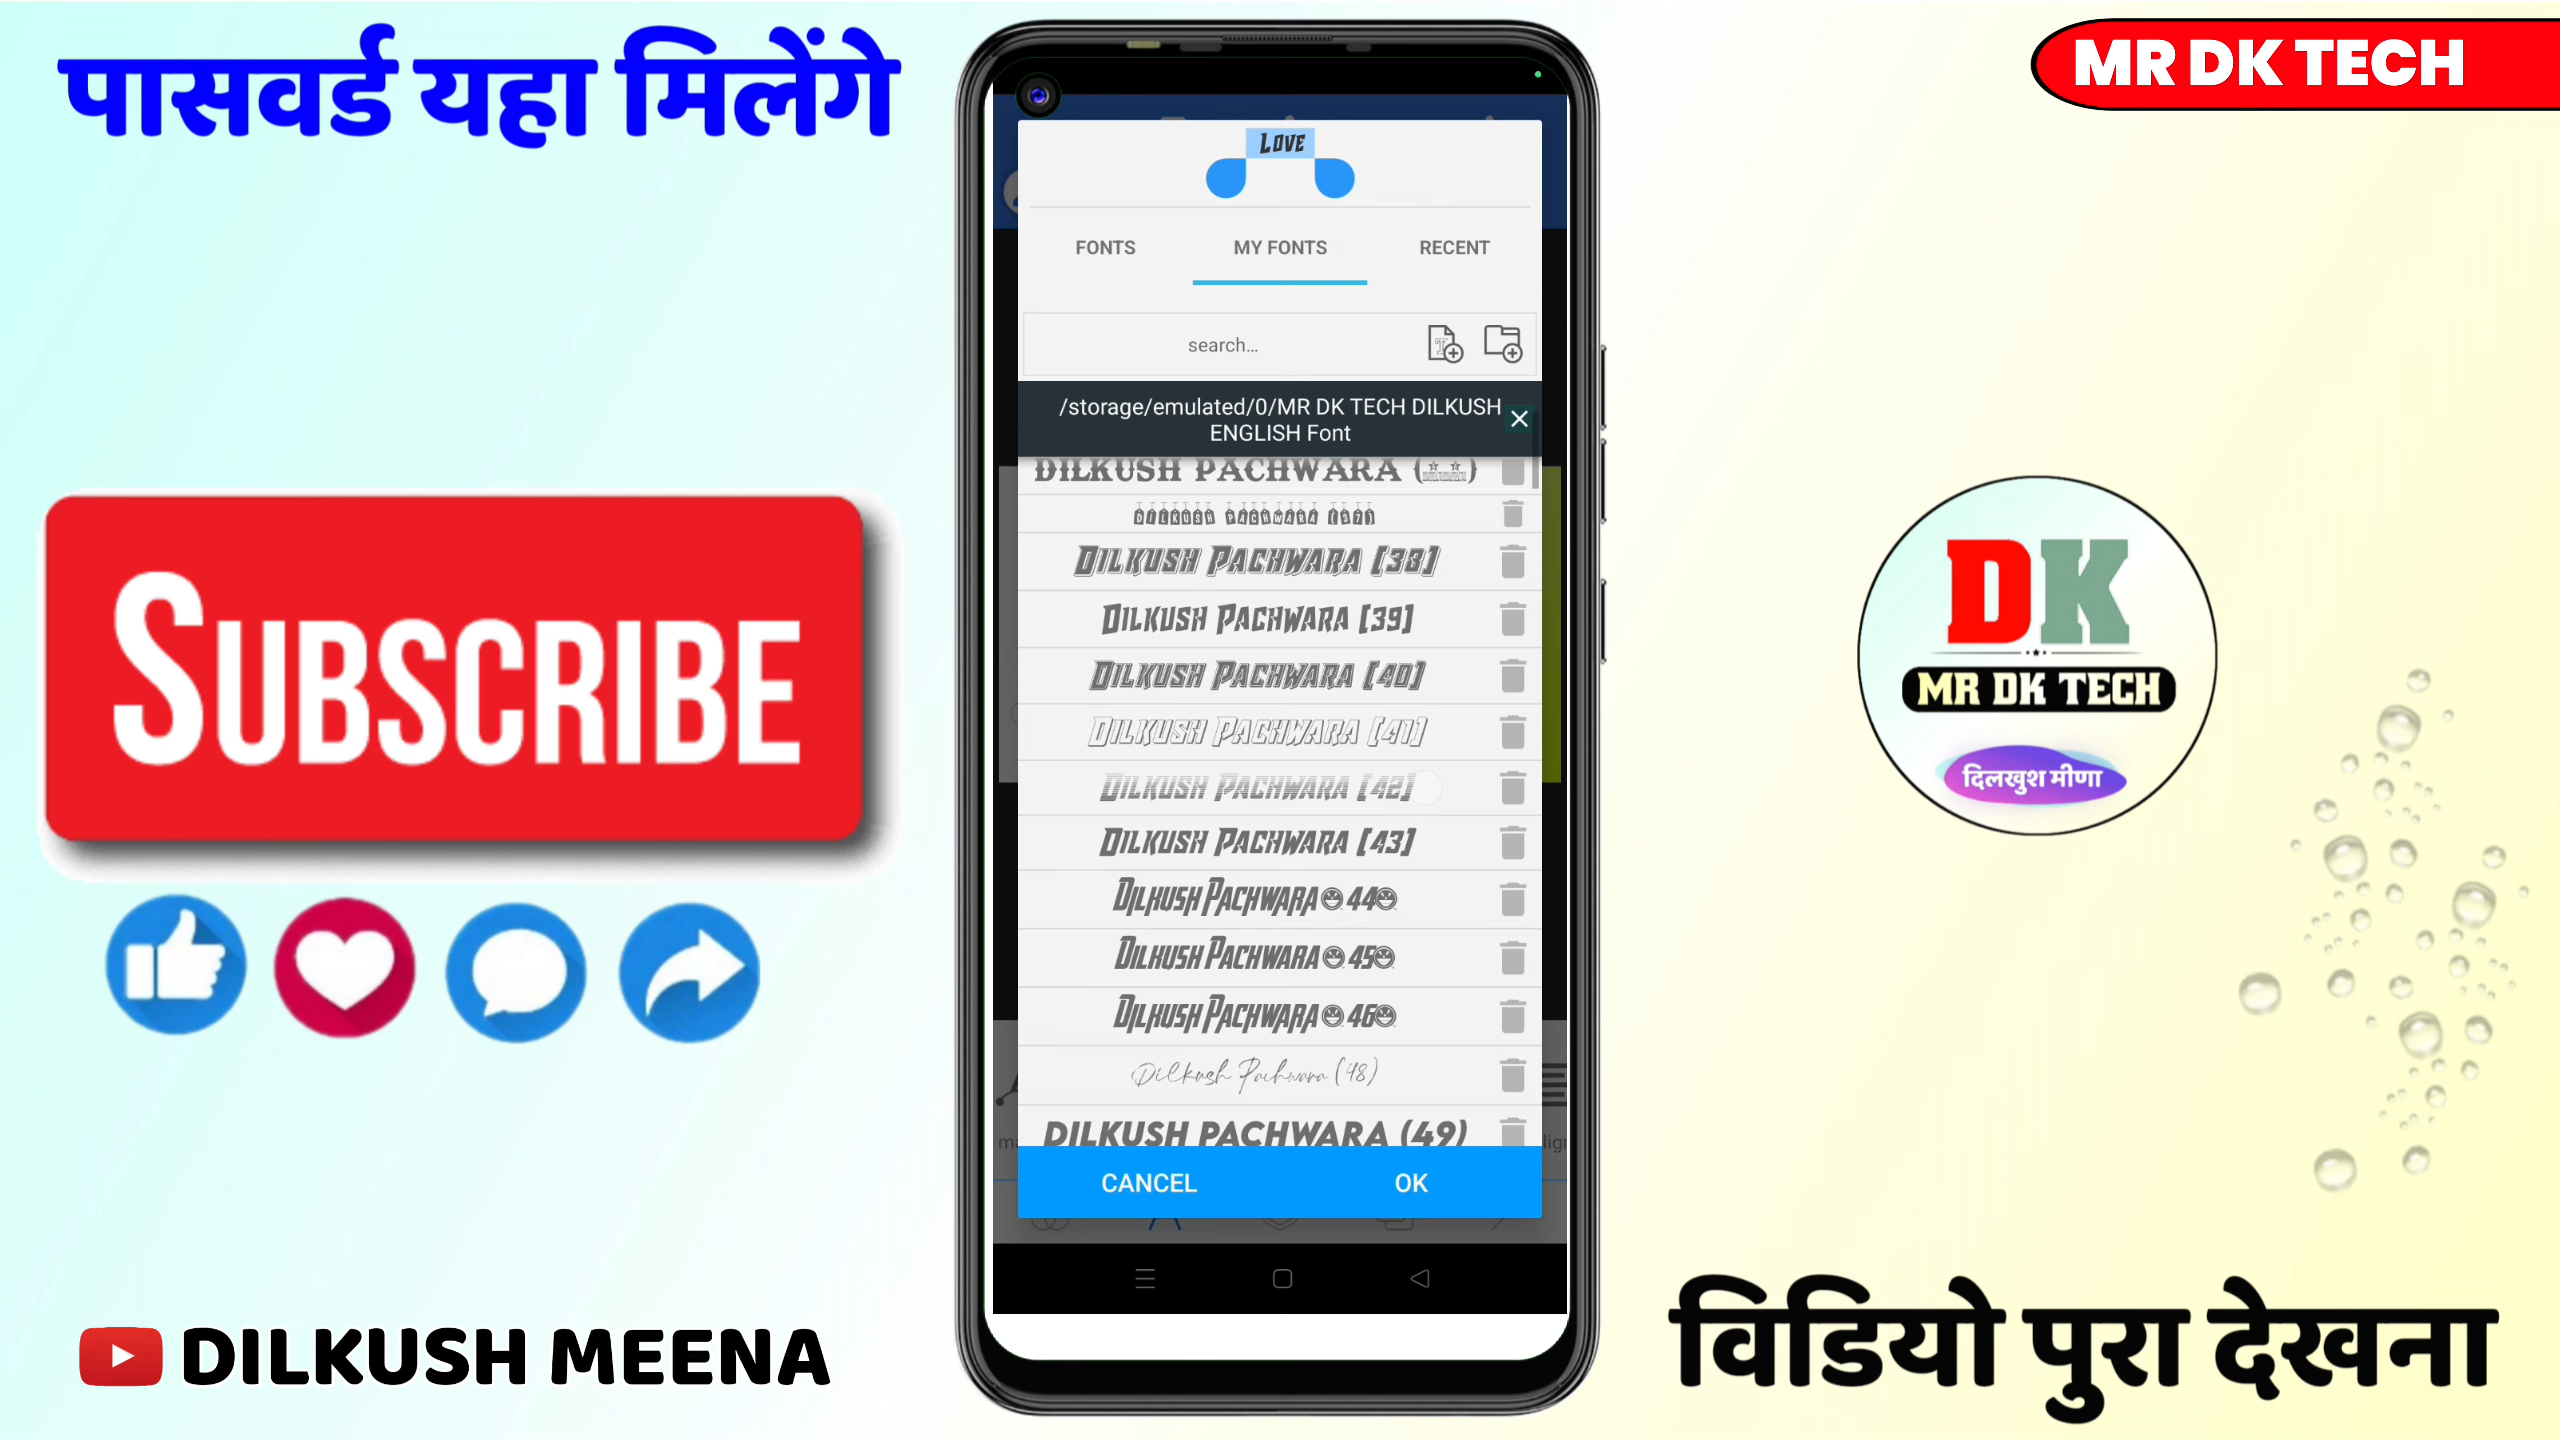 पासवर्ड यहा मिलेंगे
MR DK TECH
LOVE
FONTS MY FONTS RECENT
search...
/storage/emulated/0/MR DK TECH DILKUSH
ENGLISH Font
DILKUSH PACHWARA
DILKUSH PACHWARA (37)
DILKUSH PACHWARA (38)
DILKUSH PACHWARA (39)
DILKUSH PACHWARA (40)
DILKUSH PACHWARA (41)
DILKUSH PACHWARA (42)
DILKUSH PACHWARA (43)
DILKUSH PACHWARA 44
DILKUSH PACHWARA 45
DILKUSH PACHWARA 46
Dilkush Pachwara (48)
DILKUSH PACHWARA (49)
CANCEL OK
SUBSCRIBE
DK
MR DK TECH
दिलखुश मीणा
DILKUSH MEENA
विडियो पुरा देखना